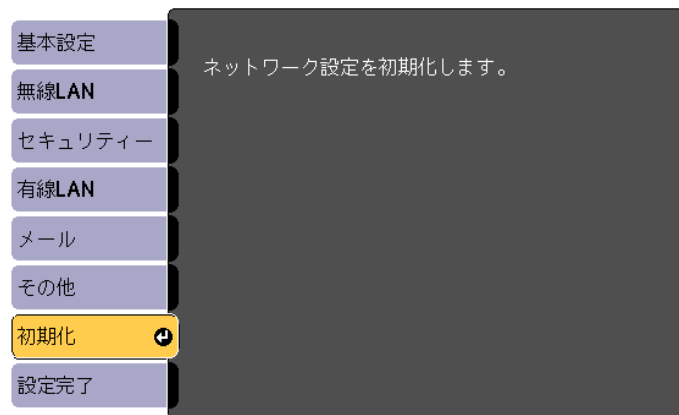 基本設定
無線LAN
セキュリティー
有線LAN
メール
その他
初期化
設定完了
ネットワーク設定を初期化します。